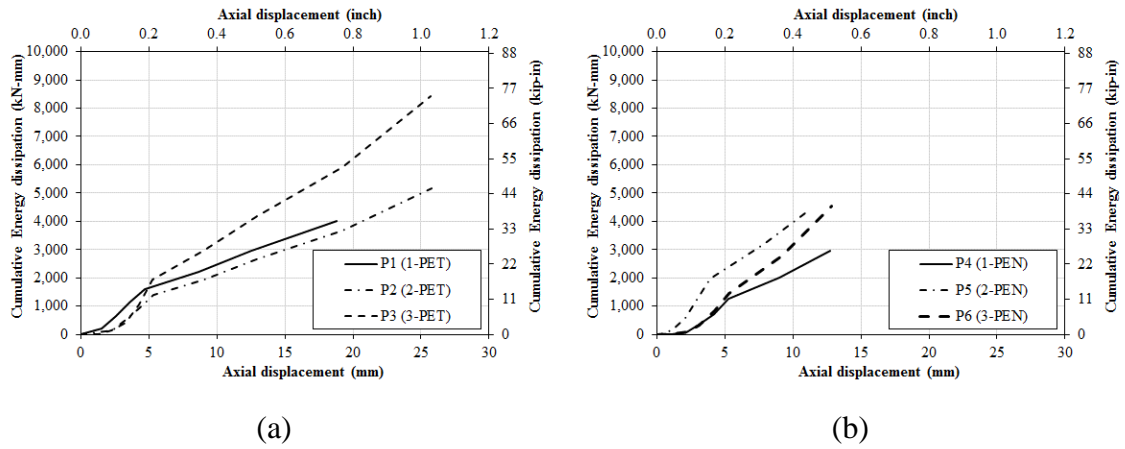 Axial displacement (inch)
0.0 0.2 0.4 0.6 0.8 1.0 1.2
Cumulative Energy dissipation (kN-mm)
10,000
9,000
8,000
7,000
6,000
5,000
4,000
3,000
2,000
1,000
0
88
77
66
55
44
33
22
11
0
Cumulative Energy dissipation (kip-in)
P1 (1-PET)
P2 (2-PET)
P3 (3-PET)
0 5 10 15 20 25 30
Axial displacement (mm)
(a)
Axial displacement (inch)
0.0 0.2 0.4 0.6 0.8 1.0 1.2
Cumulative Energy dissipation (kN-mm)
10,000
9,000
8,000
7,000
6,000
5,000
4,000
3,000
2,000
1,000
0
88
77
66
55
44
33
22
11
0
Cumulative Energy dissipation (kip-in)
P4 (1-PEN)
P5 (2-PEN)
P6 (3-PEN)
0 5 10 15 20 25 30
Axial displacement (mm)
(b)